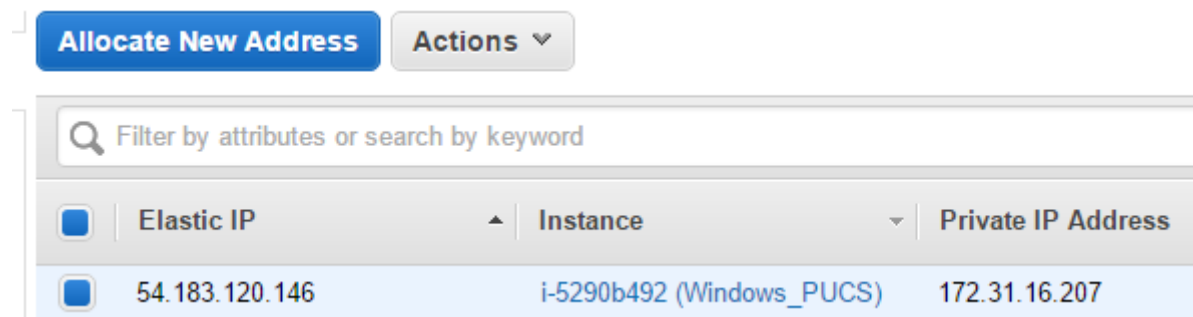 Allocate New Address Actions
Filter by attributes or search by keyword
Elastic IP Instance Private IP Address
54.183.120.146 i-5290b492 (Windows_PUCS) 172.31.16.207